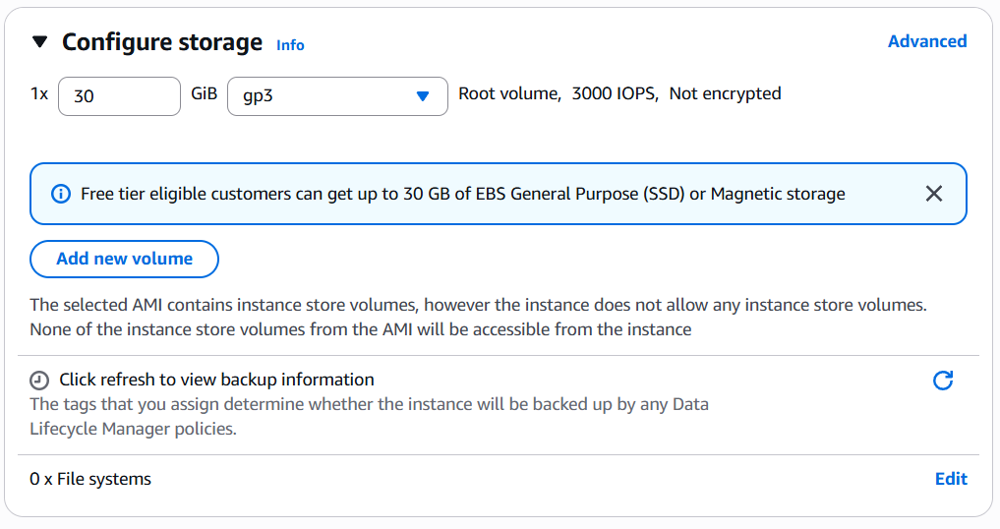 Configure storage Info Advanced
1x 30 GiB gp3 Root volume, 3000 IOPS, Not encrypted
Free tier eligible customers can get up to 30 GB of EBS General Purpose (SSD) or Magnetic storage
Add new volume
The selected AMI contains instance store volumes, however the instance does not allow any instance store volumes.
None of the instance store volumes from the AMI will be accessible from the instance
Click refresh to view backup information
The tags that you assign determine whether the instance will be backed up by any Data
Lifecycle Manager policies.
0 x File systems Edit